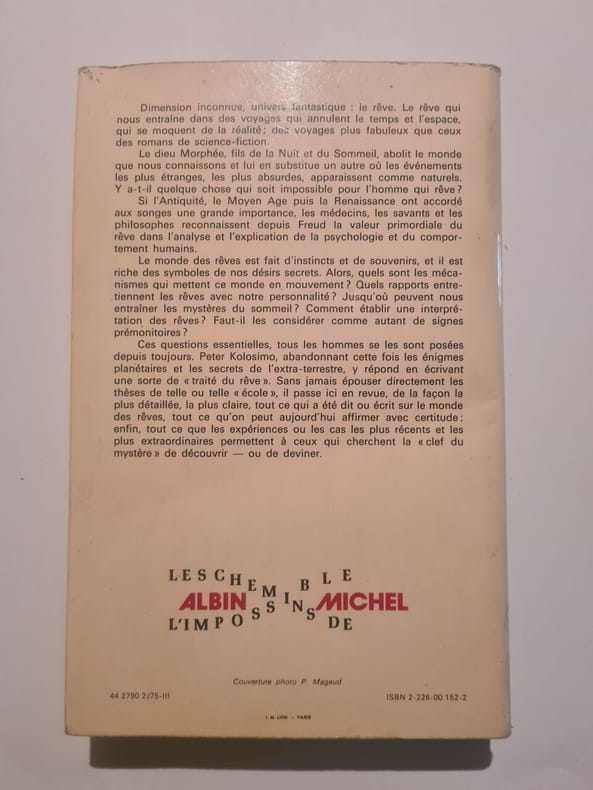 Dimension inconnue, univers fantastique : le rêve. Le rêve qui
nous entraîne dans des voyages qui annulent le temps et l'espace,
qui se moquent de la réalité ; des voyages plus fabuleux que ceux
des romans de science-fiction.
Le dieu Morphée, fils de la Nuit et du Sommeil, abolit le monde
que nous connaissons et lui en substitue un autre où les événements
les plus étranges, les plus absurdes, apparaissent comme naturels.
Y a-t-il quelque chose qui soit impossible pour l'homme qui rêve ?
Si l'Antiquité, le Moyen Age puis la Renaissance ont accordé
aux songes une grande importance, les médecins, les savants et les
philosophes reconnaissent depuis Freud la valeur primordiale du
rêve dans l'analyse et l'explication de la psychologie et du compor-
tement humains.
Le monde des rêves est fait d'instincts et de souvenirs, et il est
riche des symboles de nos désirs secrets. Alors, quels sont les méca-
nismes qui mettent ce monde en mouvement ? Quels rapports entre-
tiennent les rêves avec notre personnalité ? Jusqu'où peuvent nous
entraîner les mystères du sommeil ? Comment établir une interpré-
tation des rêves ? Faut-il les considérer comme autant de signes
prémonitoires ?
Ces questions essentielles, tous les hommes se les sont posées
depuis toujours. Peter Kolosimo, abandonnant cette fois les énigmes
planétaires et les secrets de l'extra-terrestre, y répond en écrivant
une sorte de « traité du rêve ». Sans jamais épouser directement les
thèses de telle ou telle « école », il passe ici en revue, de la façon la
plus détaillée, la plus claire, tout ce qui a été dit ou écrit sur le monde
des rêves, tout ce qu'on peut aujourd'hui affirmer avec certitude ;
enfin, tout ce que les expériences ou les cas les plus récents et les
plus extraordinaires permettent à ceux qui cherchent la « clef du
mystère » de découvrir — ou de deviner.
LES CHEMINS DE
L'IMPOSSIBLE
ALBIN MICHEL
Couverture photo P. Magaud
44 2790 2/75-III
ISBN 2-226-00 152-2
I. M. LION - PARIS